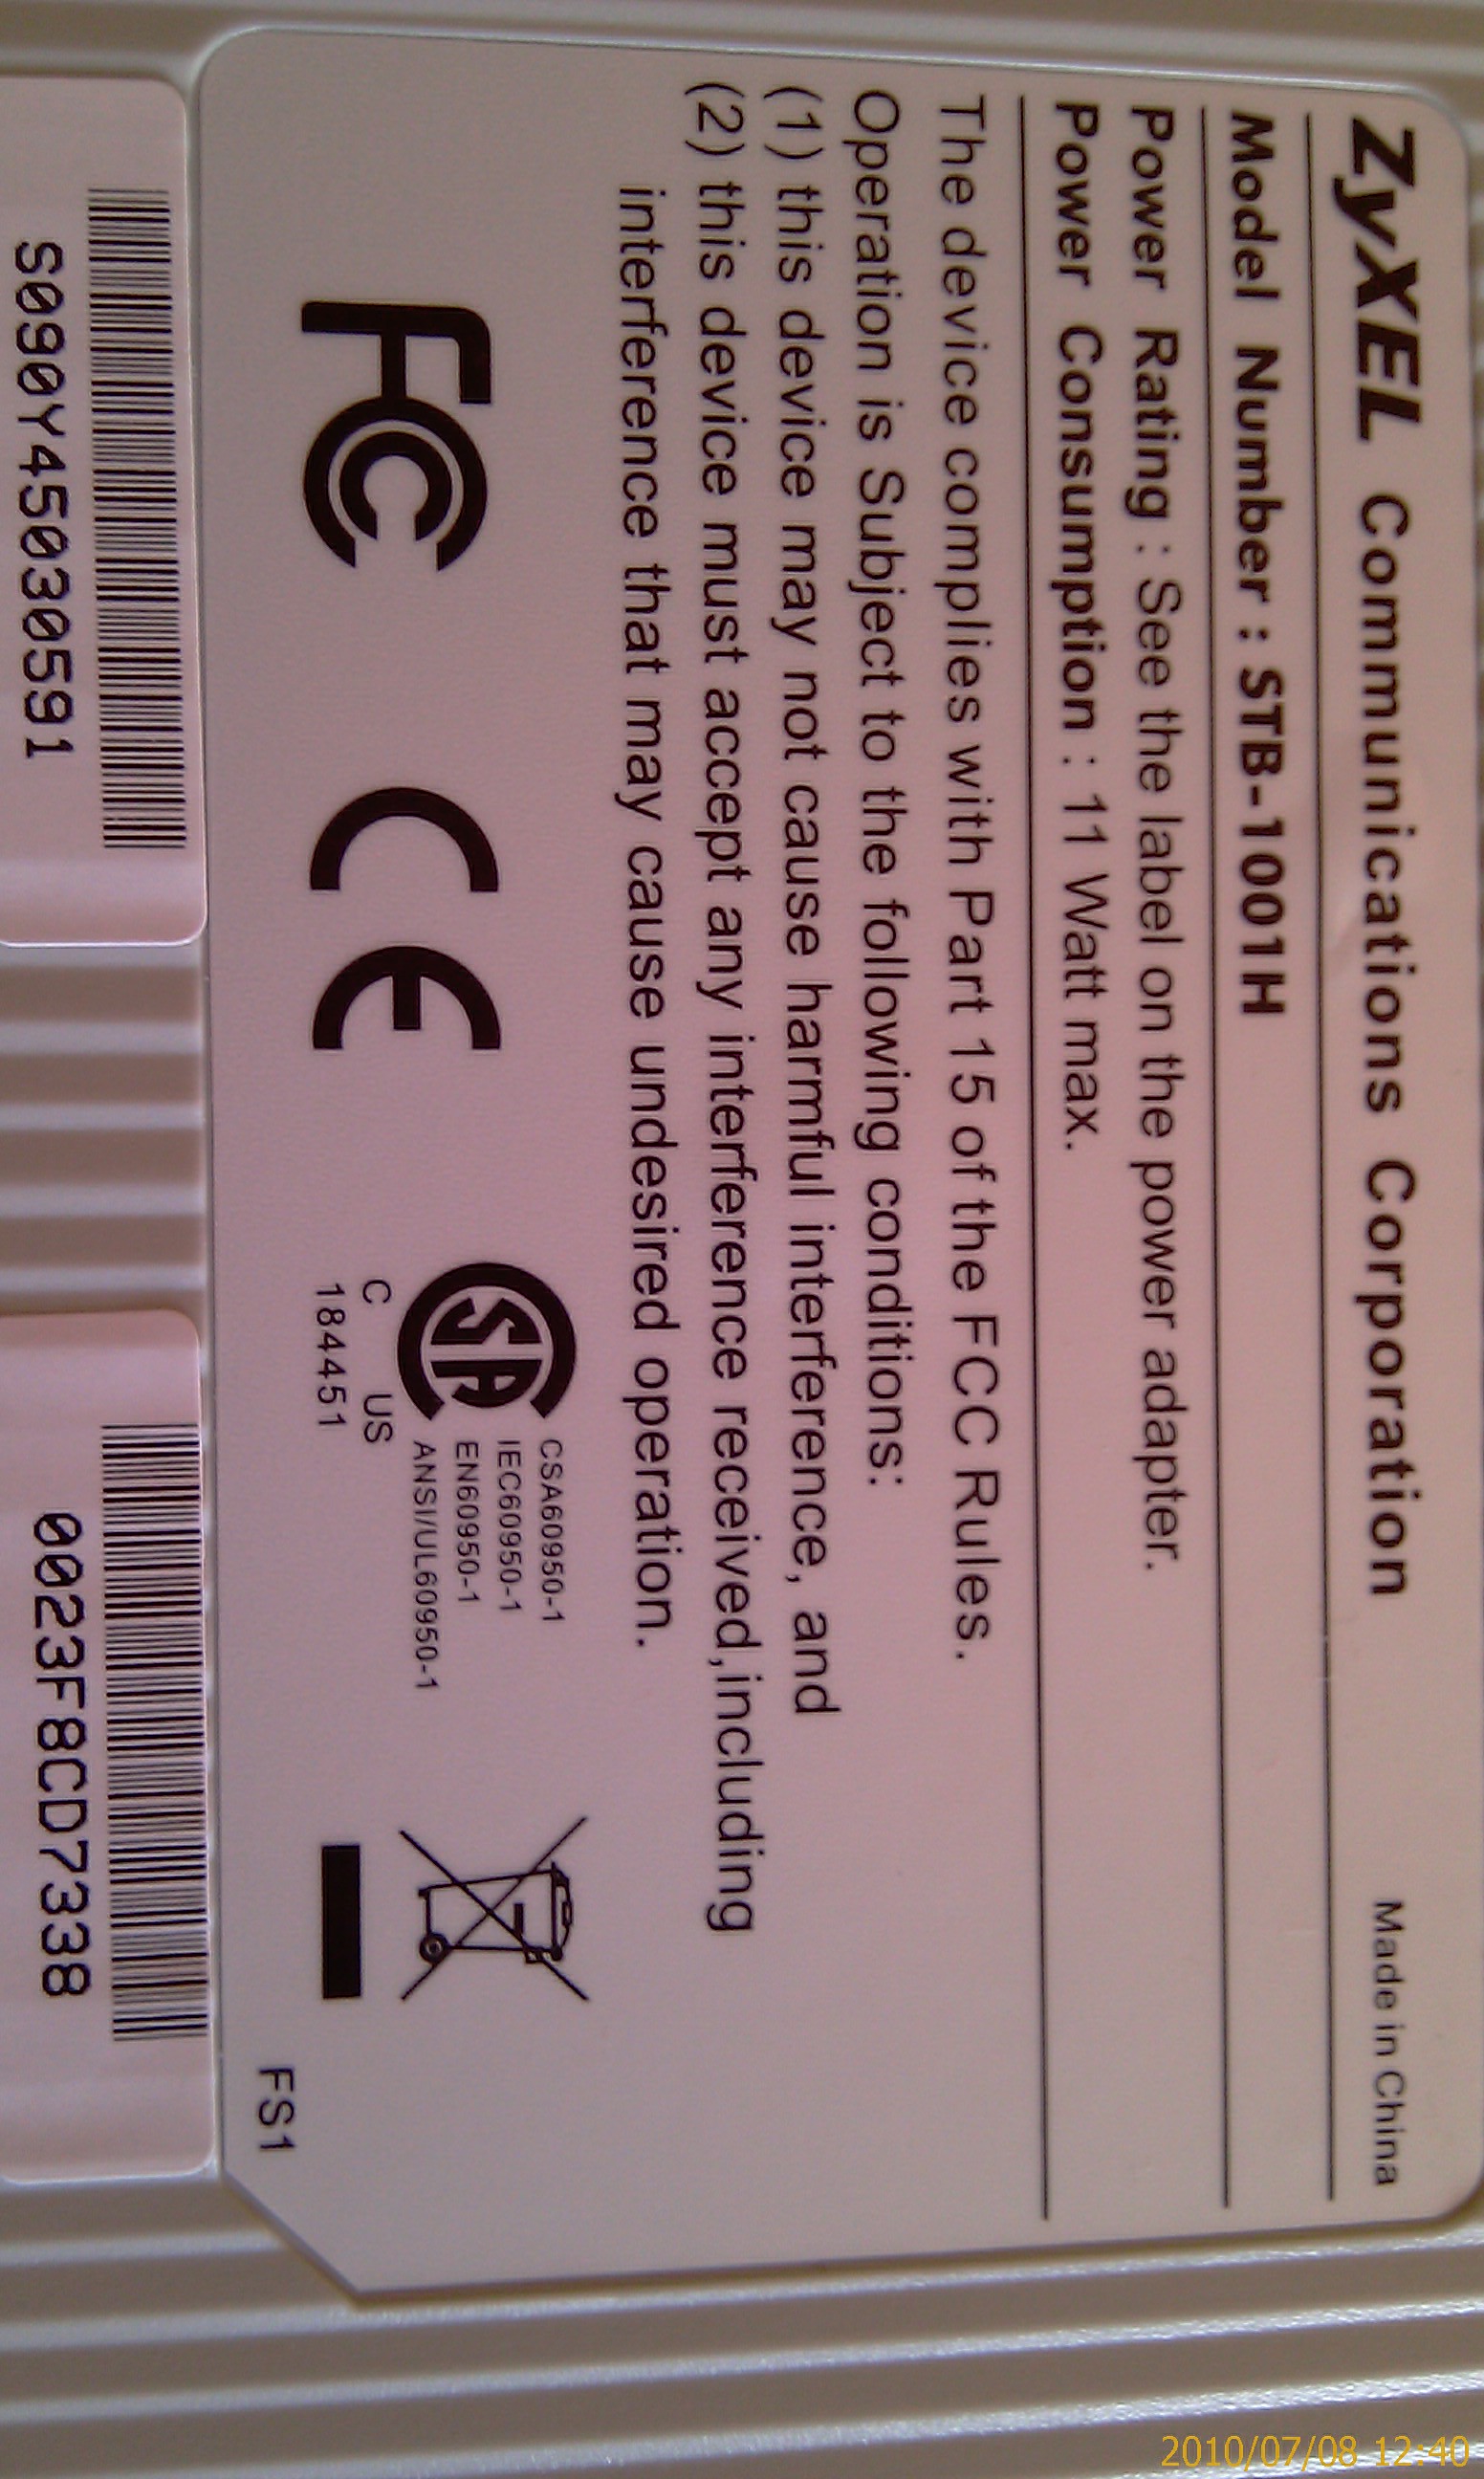 ZyXEL Communications Corporation Made in China
Model Number : STB-1001H
Power Rating : See the label on the power adapter.
Power Consumption : 11 Watt max.
The device complies with Part 15 of the FCC Rules.
Operation is Subject to the following conditions:
(1) this device may not cause harmful interference, and
(2) this device must accept any interference received,including
interference that may cause undesired operation.
FC
CE
SA
C US
184451
CSA60950-1
IEC60950-1
EN60950-1
ANSI/UL60950-1
FS1
S090Y45030591
0023F8CD7338
2010/07/08 12:40